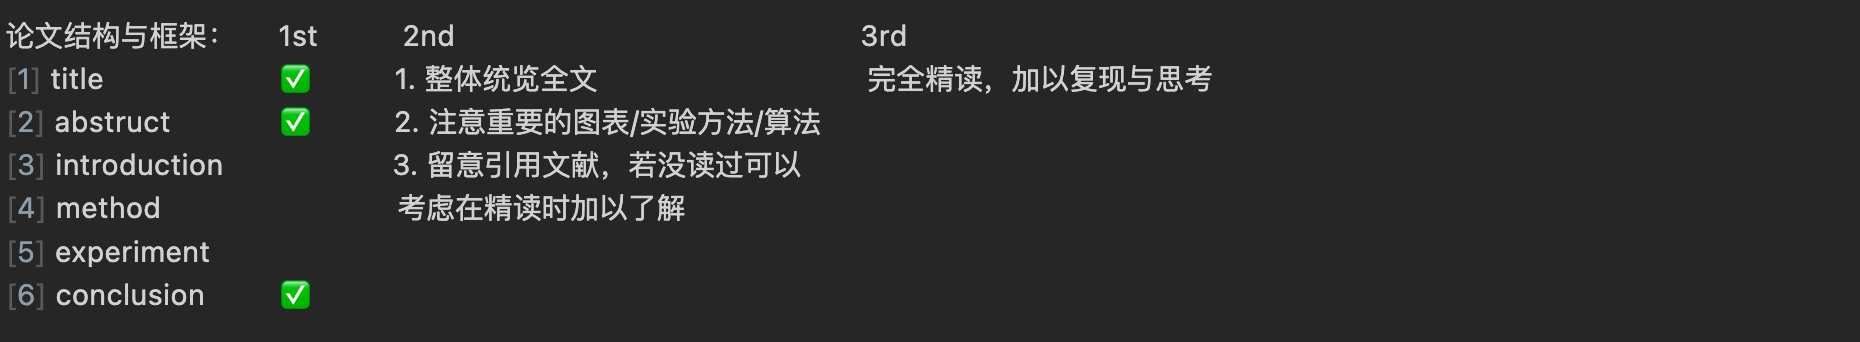 论文结构与框架： 1st 2nd 3rd
[1] title ✅ 1. 整体统览全文 完全精读，加以复现与思考
[2] abstruct ✅ 2. 注意重要的图表/实验方法/算法
[3] introduction 3. 留意引用文献，若没读过可以
[4] method 考虑在精读时加以了解
[5] experiment
[6] conclusion ✅